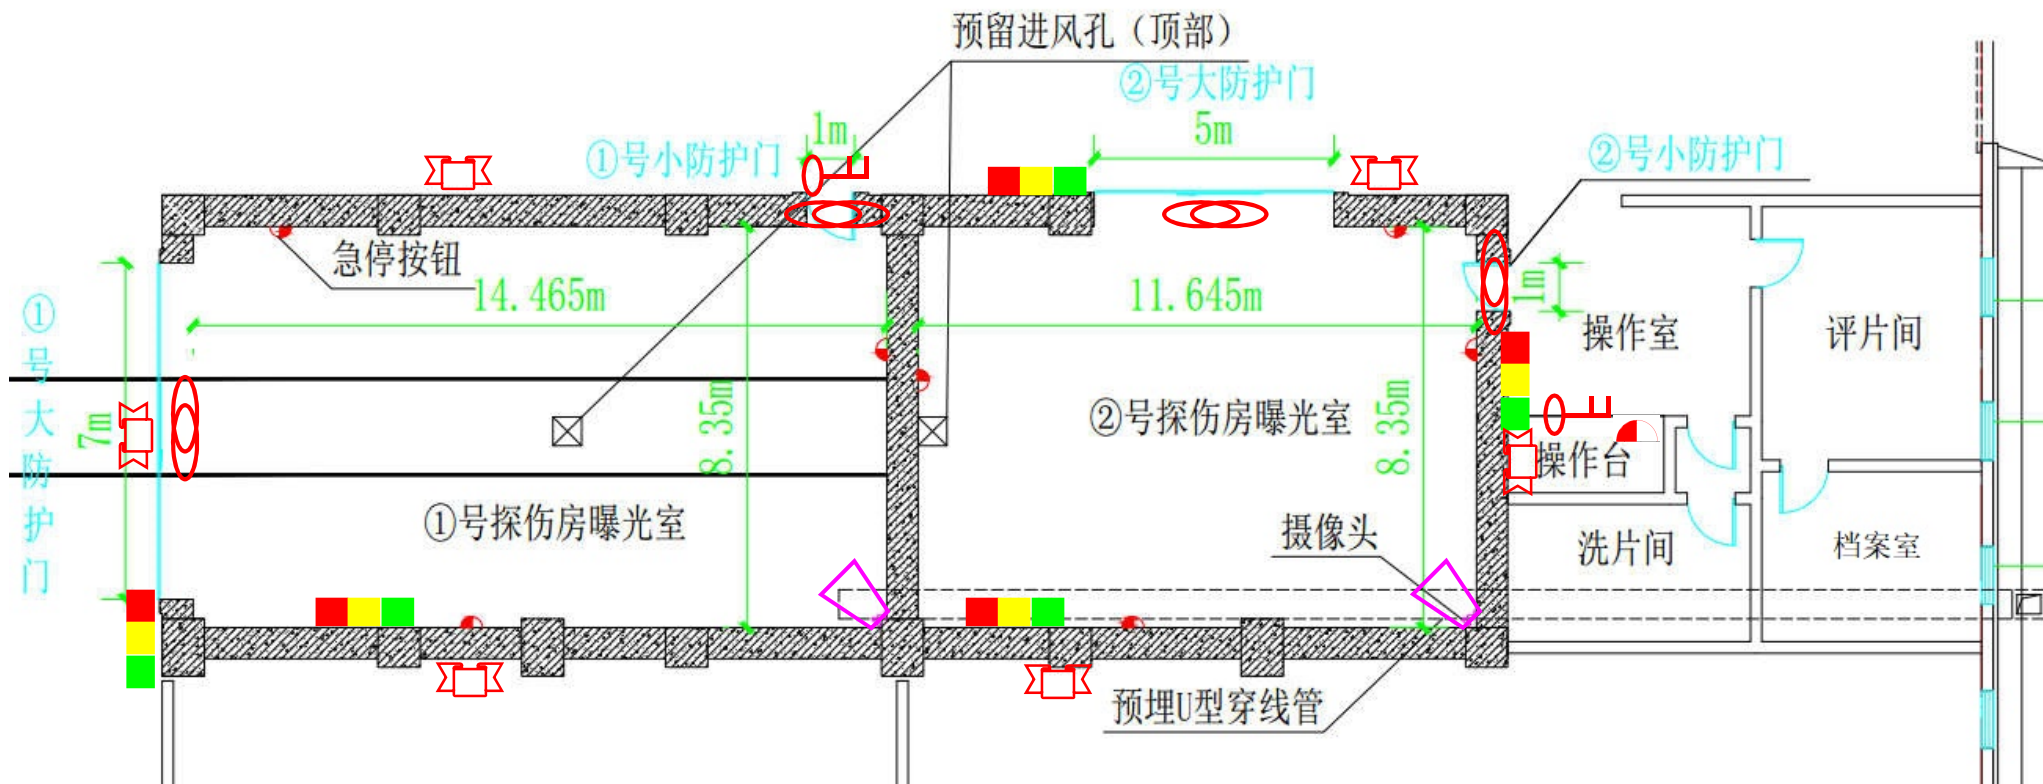 预留进风孔（顶部）
②号大防护门
1m
5m
①号小防护门
②号小防护门
急停按钮
14.465m
11.645m
1m
①号大防护门
7m
8.35m
8.35m
操作室
评片间
②号探伤房曝光室
操作台
①号探伤房曝光室
摄像头
洗片间
档案室
预埋U型穿线管